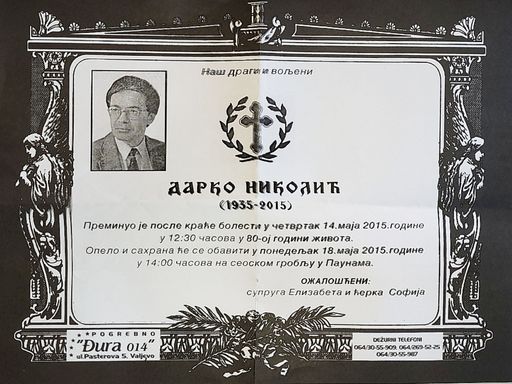 Наш драги и вољени
ДАРКО НИКОЛИЋ
(1935-2015)
Преминуо је после краће болести у четвртак 14.маја 2015.године
у 12:30 часова у 80-ој години живота.
Опело и сахрана ће се обавити у понедељак 18.маја 2015.године
у 14:00 часова на сеоском гробљу у Паунама.
ОЖАЛОШЋЕНИ:
супруга Елизабета и ћерка Софија
POGREBNO
"Đura 014"
ul.Pasterova 5. Valjevo
DEŽURNI TELEFONI
064/30-55-909, 064/269-52-25
064/30-55-987